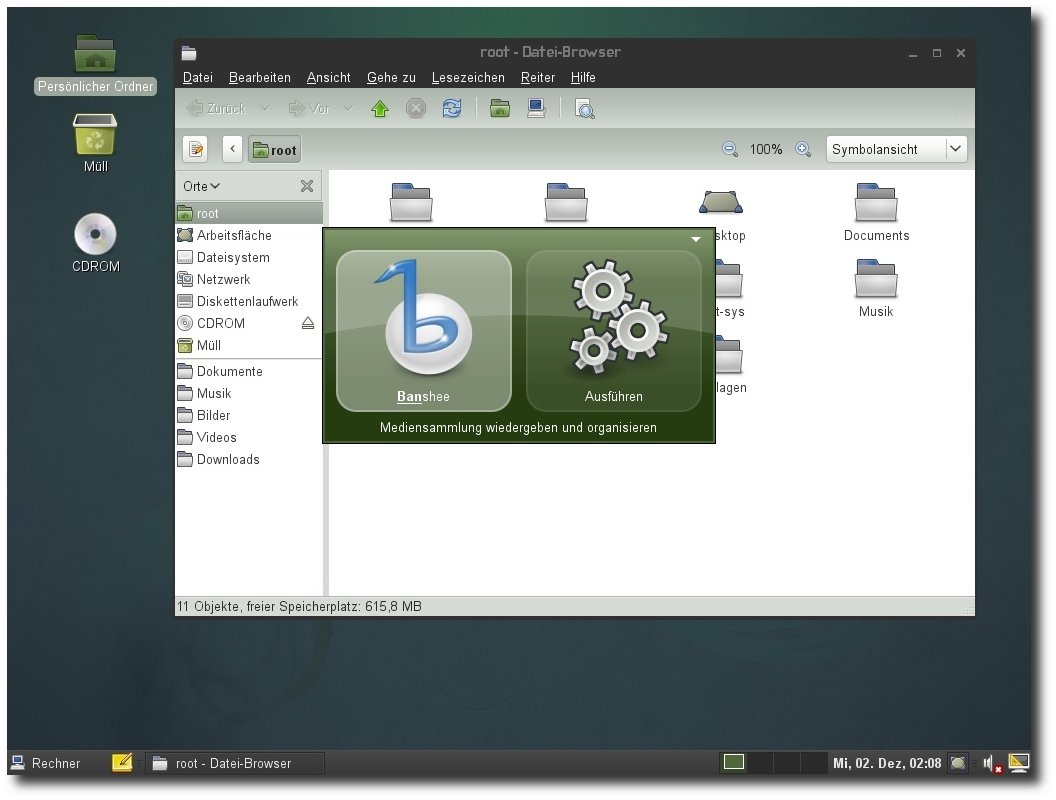 Persönlicher Ordner
Müll
CDROM
root - Datei-Browser
Datei Bearbeiten Ansicht Gehe zu Lesezeichen Reiter Hilfe
Zurück Vor
root 100% Symbolansicht
Orte
root
Arbeitsfläche
Dateisystem
Netzwerk
Diskettenlaufwerk
CDROM
Müll
Dokumente
Musik
Bilder
Videos
Downloads
sktop Documents
t-sys Musik
lagen
Banshee Ausführen
Mediensammlung wiedergeben und organisieren
11 Objekte, freier Speicherplatz: 615,8 MB
Rechner root - Datei-Browser Mi, 02. Dez, 02:08